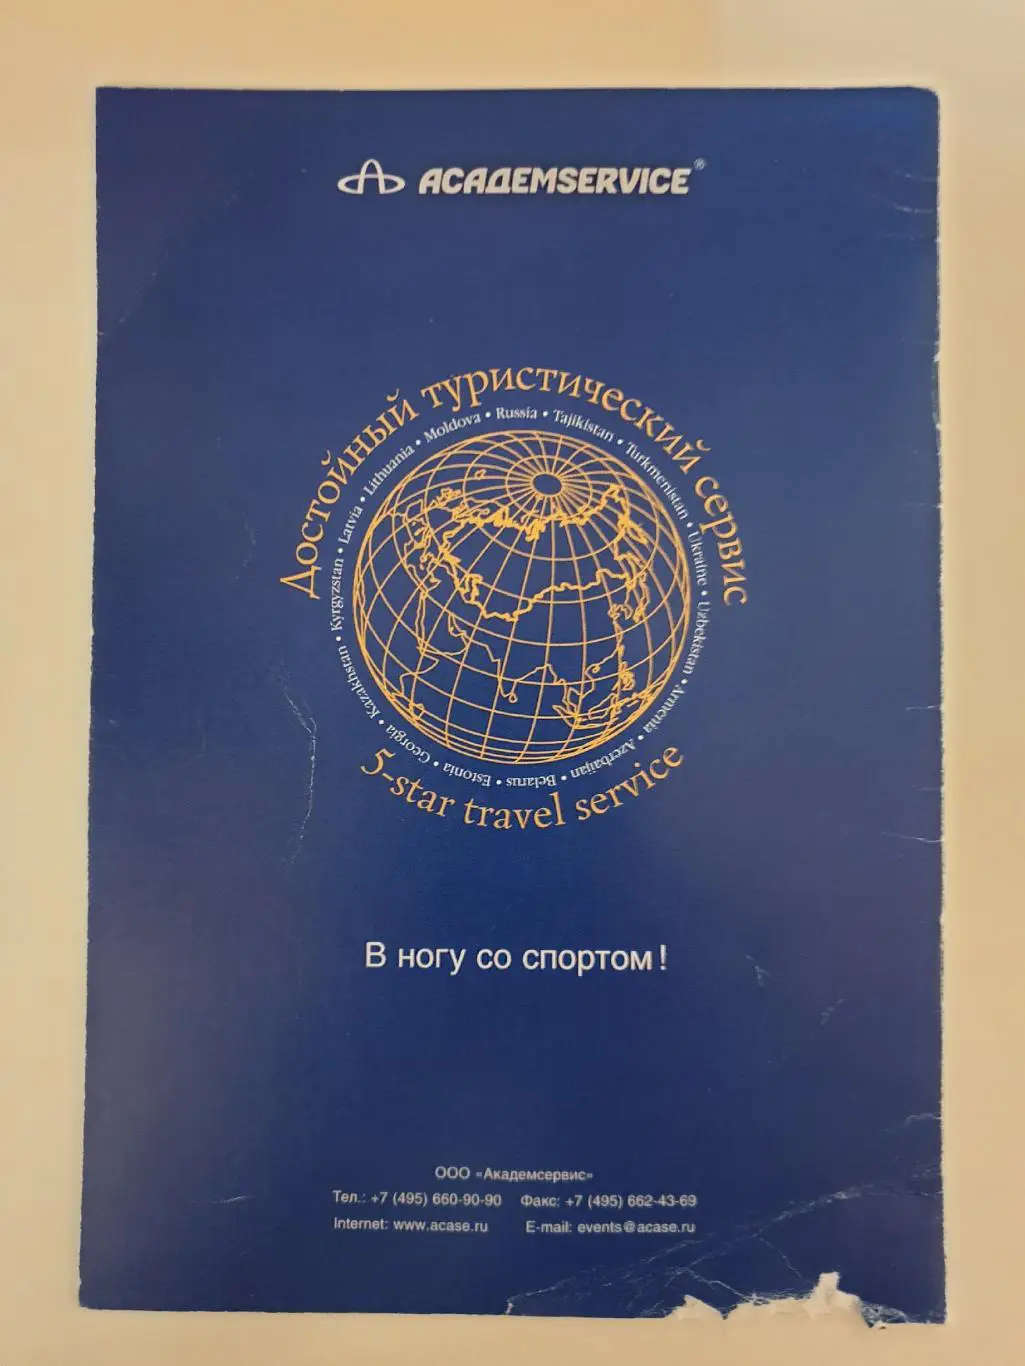 ACAДЕМSERVICE®
Достойный туристический сервис
Estonia • Georgia • Kazakhstan • Kyrgyzstan • Latvia • Lithuania • Moldova • Russia • Tajikistan • Turkmenistan • Ukraine • Uzbekistan • Armenia • Azerbaijan • Belarus •
5-star travel service
В ногу со спортом!
ООО «Академсервис»
Тел.: +7 (495) 660-90-90 Факс: +7 (495) 662-43-69
Internet: www.acase.ru E-mail: events@acase.ru